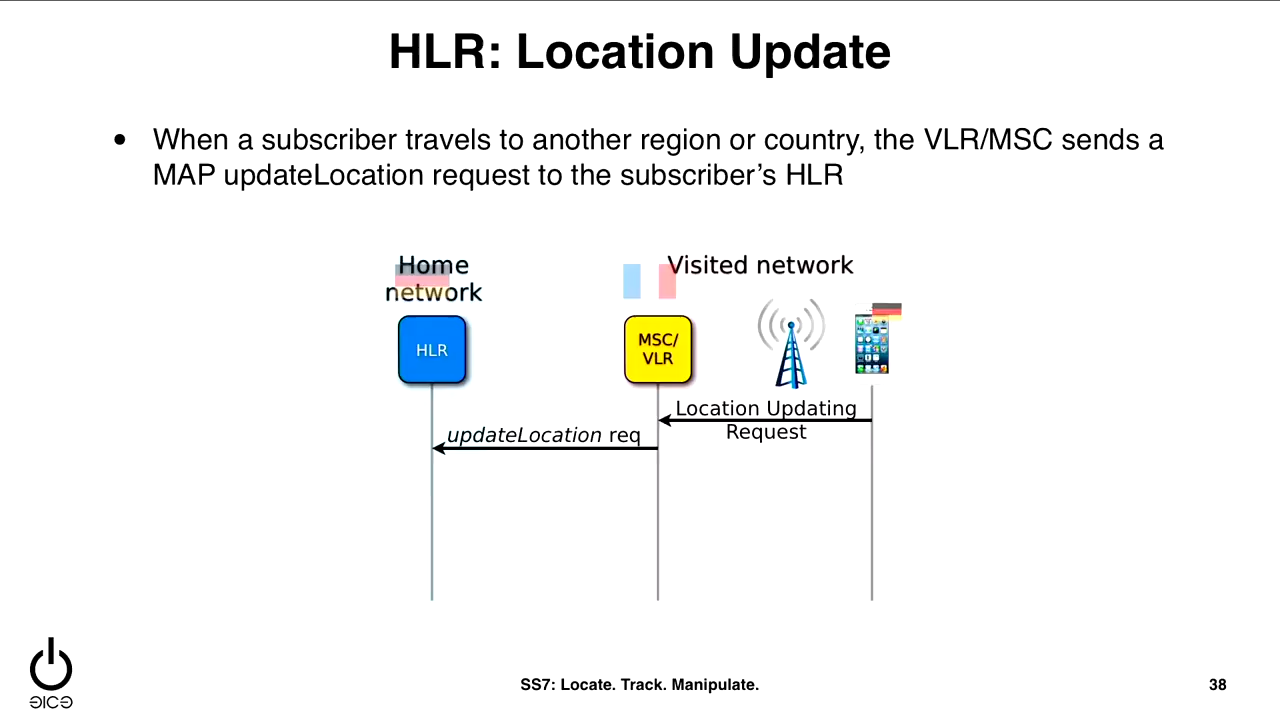 HLR: Location Update
• When a subscriber travels to another region or country, the VLR/MSC sends a
MAP updateLocation request to the subscriber’s HLR
Home
network
Visited network
HLR
MSC/
VLR
Location Updating
Request
updateLocation req
SS7: Locate. Track. Manipulate.
38